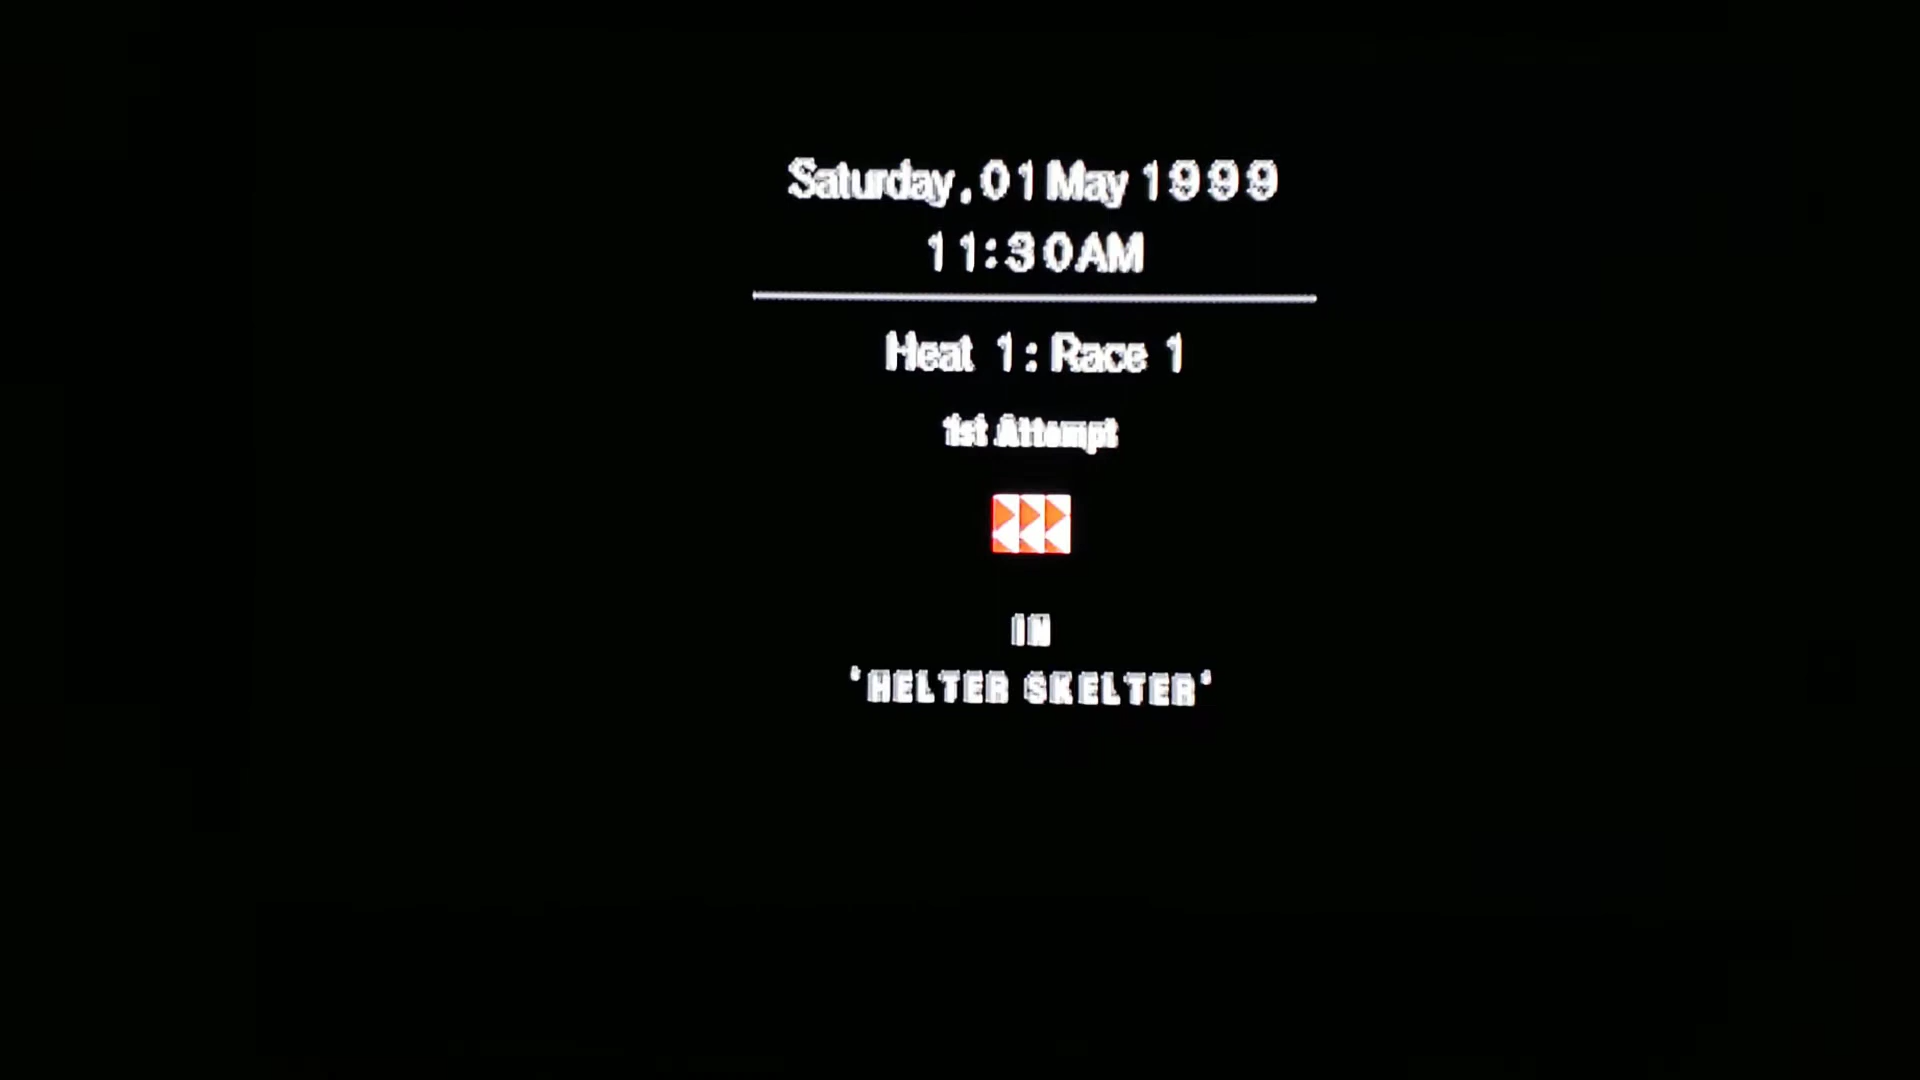 Saturday, 01 May 1999
11:30AM
Heat 1: Race 1
1st Attempt
IN
'HELTER SKELTER'